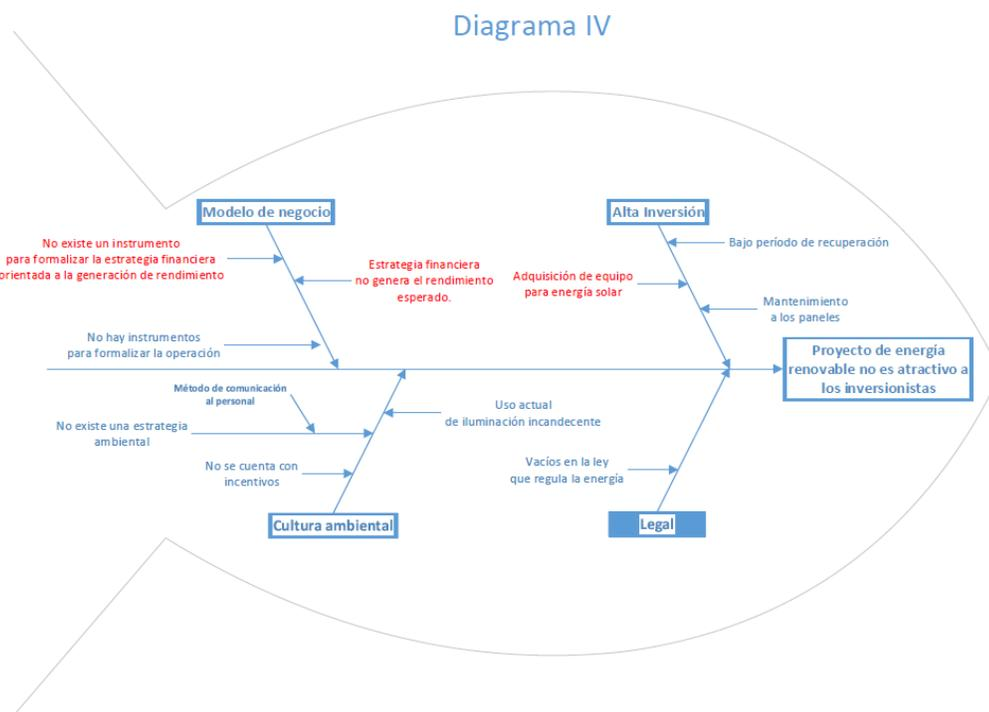 Diagrama IV
Modelo de negocio
Alta Inversión
No existe un instrumento
para formalizar la estrategia financiera
orientada a la generación de rendimiento
Estrategia financiera
no genera el rendimiento
esperado.
Bajo período de recuperación
Adquisición de equipo
para energía solar
Mantenimiento
a los paneles
No hay instrumentos
para formalizar la operación
Proyecto de energía
renovable no es atractivo a
los inversionistas
Método de comunicación
al personal
No existe una estrategia
ambiental
Uso actual
de iluminación incandecente
No se cuenta con
incentivos
Vacíos en la ley
que regula la energía
Cultura ambiental
Legal